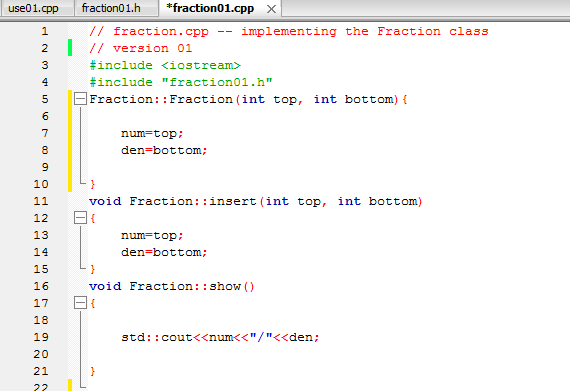 use01.cpp fraction01.h *fraction01.cpp
1 // fraction.cpp -- implementing the Fraction class
2 // version 01
3 #include <iostream>
4 #include "fraction01.h"
5 Fraction::Fraction(int top, int bottom){
6
7 num=top;
8 den=bottom;
9
10 }
11 void Fraction::insert(int top, int bottom)
12 {
13 num=top;
14 den=bottom;
15 }
16 void Fraction::show()
17 {
18
19 std::cout<<num<<"/"<<den;
20
21 }
22